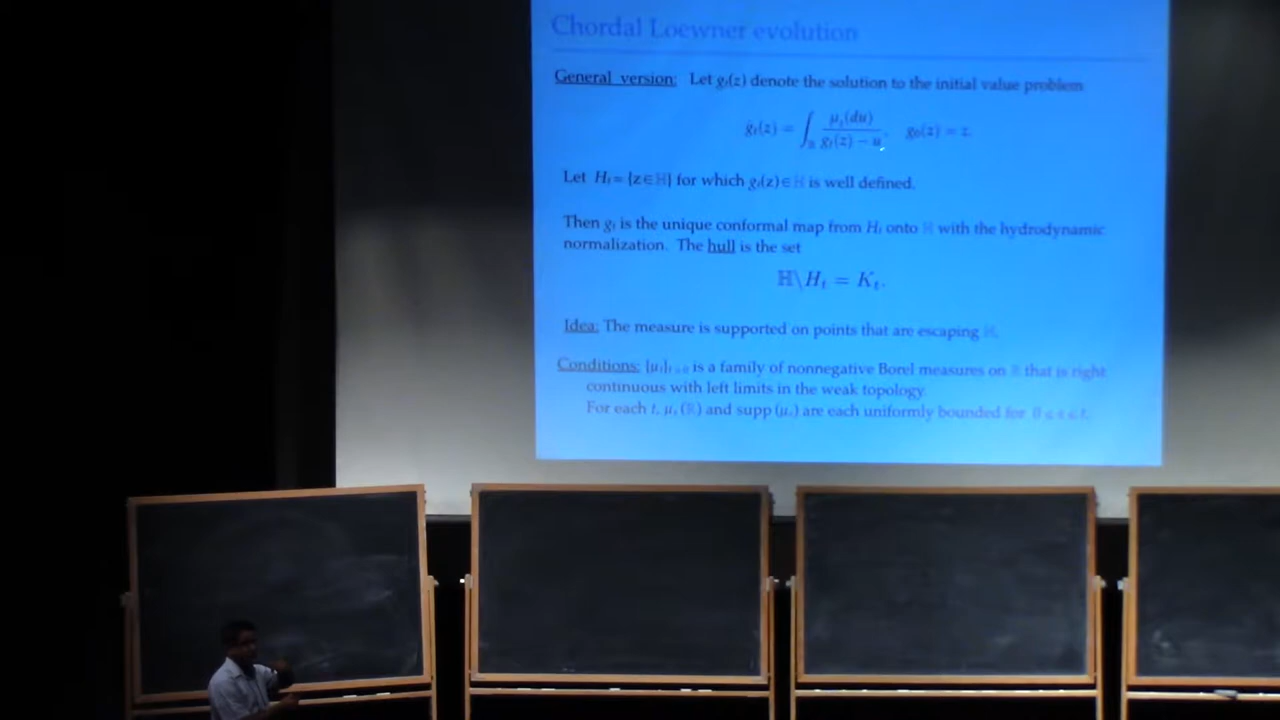 Chordal Loewner evolution
General version: Let gₜ(z) denote the solution to the initial value problem
ġₜ(z) = ∫_ℝ μₜ(du) / (gₜ(z) − u), g₀(z) = z.
Let Hₜ = {z∈ℍ} for which gₜ(z)∈ℍ is well defined.
Then gₜ is the unique conformal map from Hₜ onto ℍ with the hydrodynamic
normalization. The hull is the set
ℍ\Hₜ = Kₜ.
Idea: The measure is supported on points that are escaping ℍ.
Conditions: {μₜ}ₜ≥₀ is a family of nonnegative Borel measures on ℝ that is right
continuous with left limits in the weak topology.
For each t, μₛ(ℝ) and supp (μₛ) are each uniformly bounded for 0 ≤ s ≤ t.